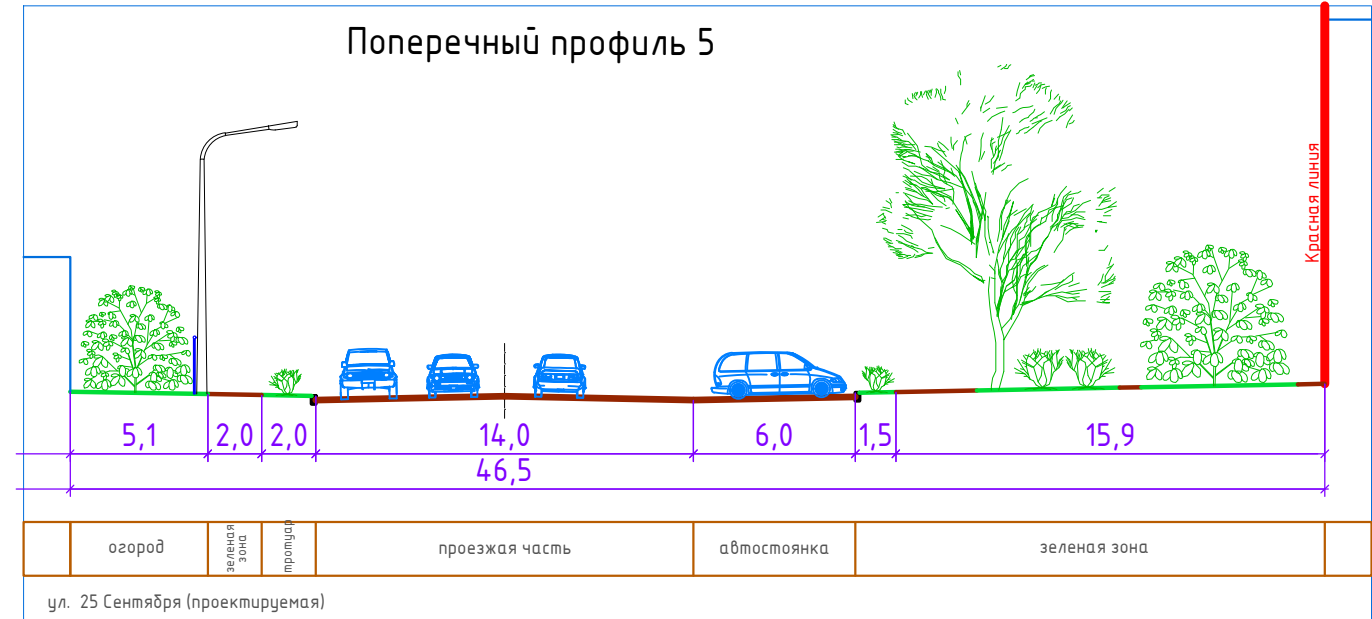 Поперечный профиль 5
Красная линия
5,1 2,0 2,0 14,0 6,0 1,5 15,9
46,5
огород
зеленая
зона
тротуар
проезжая часть
автостоянка
зеленая зона
ул. 25 Сентября (проектируемая)